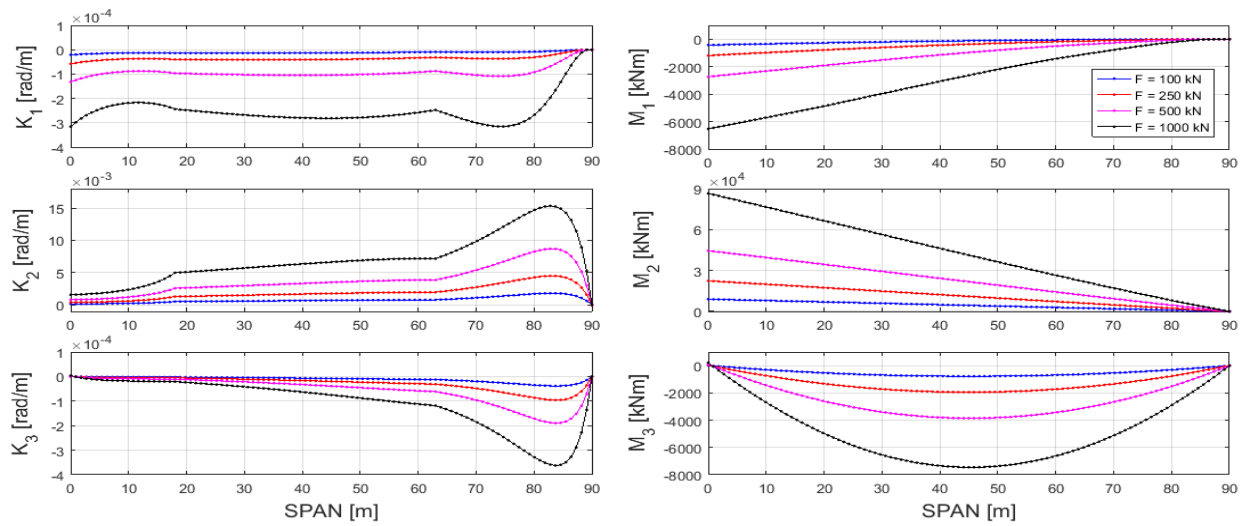 ×10⁻⁴
1
0
-1
-2
-3
-4
K₁ [rad/m]
0 10 20 30 40 50 60 70 80 90
0
-2000
-4000
-6000
-8000
M₁ [kNm]
F = 100 kN
F = 250 kN
F = 500 kN
F = 1000 kN
0 10 20 30 40 50 60 70 80 90
×10⁻³
15
10
5
0
K₂ [rad/m]
0 10 20 30 40 50 60 70 80 90
×10⁴
9
6
3
0
M₂ [kNm]
0 10 20 30 40 50 60 70 80 90
×10⁻⁴
1
0
-1
-2
-3
-4
K₃ [rad/m]
0 10 20 30 40 50 60 70 80 90
SPAN [m]
0
-2000
-4000
-6000
-8000
M₃ [kNm]
0 10 20 30 40 50 60 70 80 90
SPAN [m]